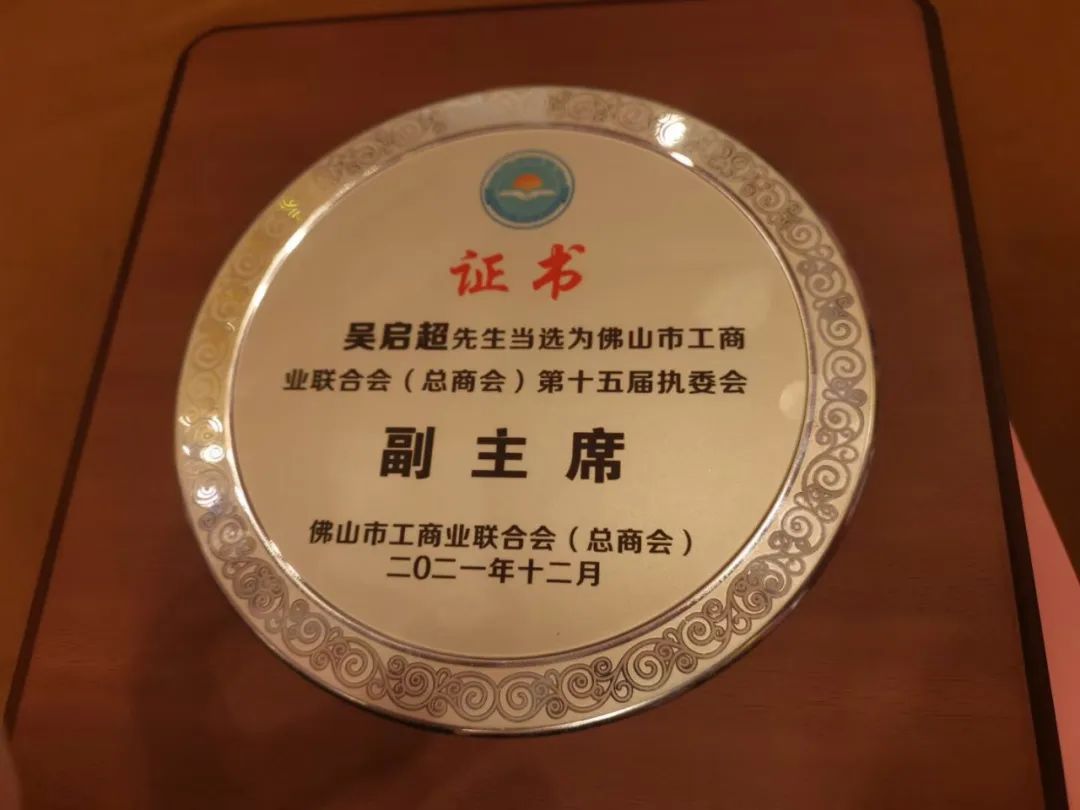 证书
吴启超先生当选为佛山市工商
业联合会（总商会）第十五届执委会
副主席
佛山市工商业联合会（总商会）
二〇二一年十二月